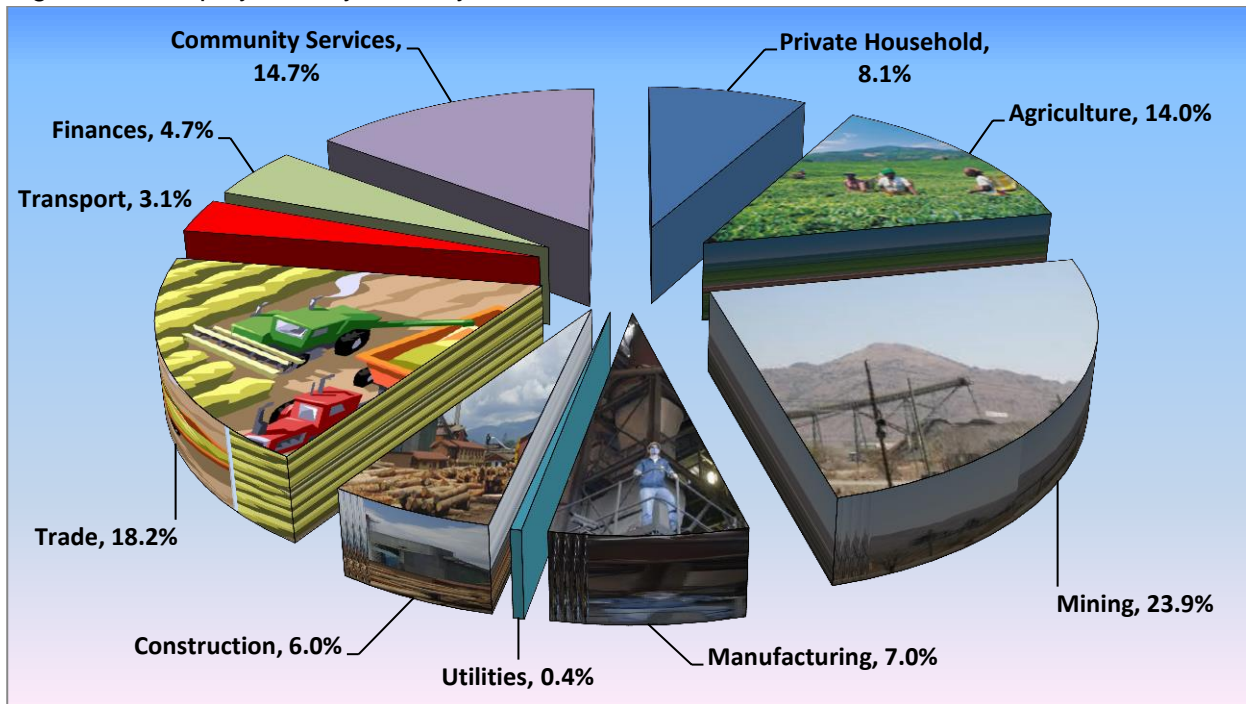 Community Services,
14.7%
Private Household,
8.1%
Agriculture, 14.0%
Finances, 4.7%
Transport, 3.1%
Trade, 18.2%
Mining, 23.9%
Construction, 6.0%
Manufacturing, 7.0%
Utilities, 0.4%